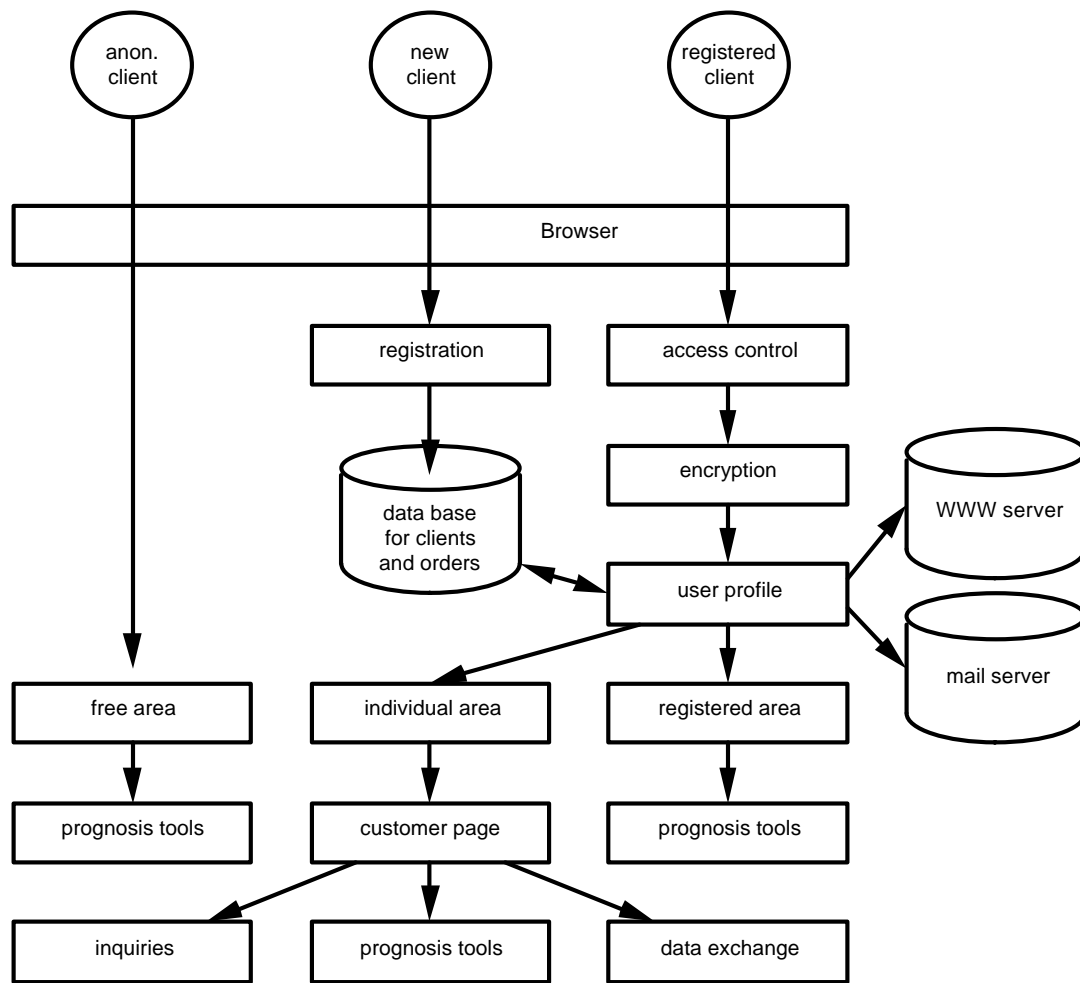 anon.
client
new
client
registered
client
Browser
registration
access control
encryption
WWW server
data base
for clients
and orders
user profile
mail server
free area
individual area
registered area
prognosis tools
customer page
prognosis tools
inquiries
prognosis tools
data exchange